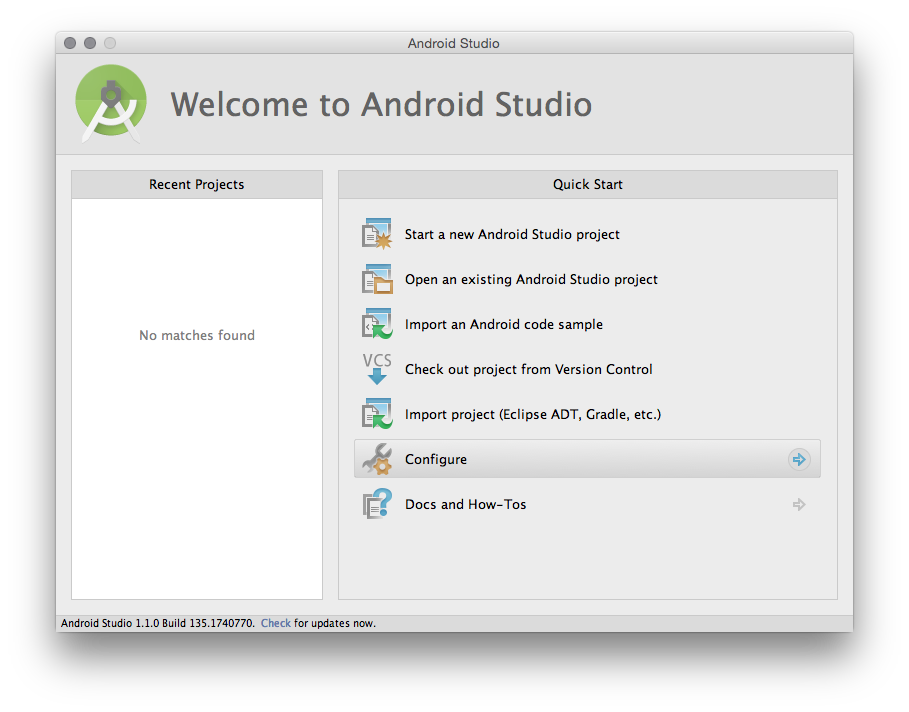 Android Studio
Welcome to Android Studio
Recent Projects
No matches found
Quick Start
Start a new Android Studio project
Open an existing Android Studio project
Import an Android code sample
VCS
Check out project from Version Control
Import project (Eclipse ADT, Gradle, etc.)
Configure
Docs and How-Tos
Android Studio 1.1.0 Build 135.1740770. Check for updates now.